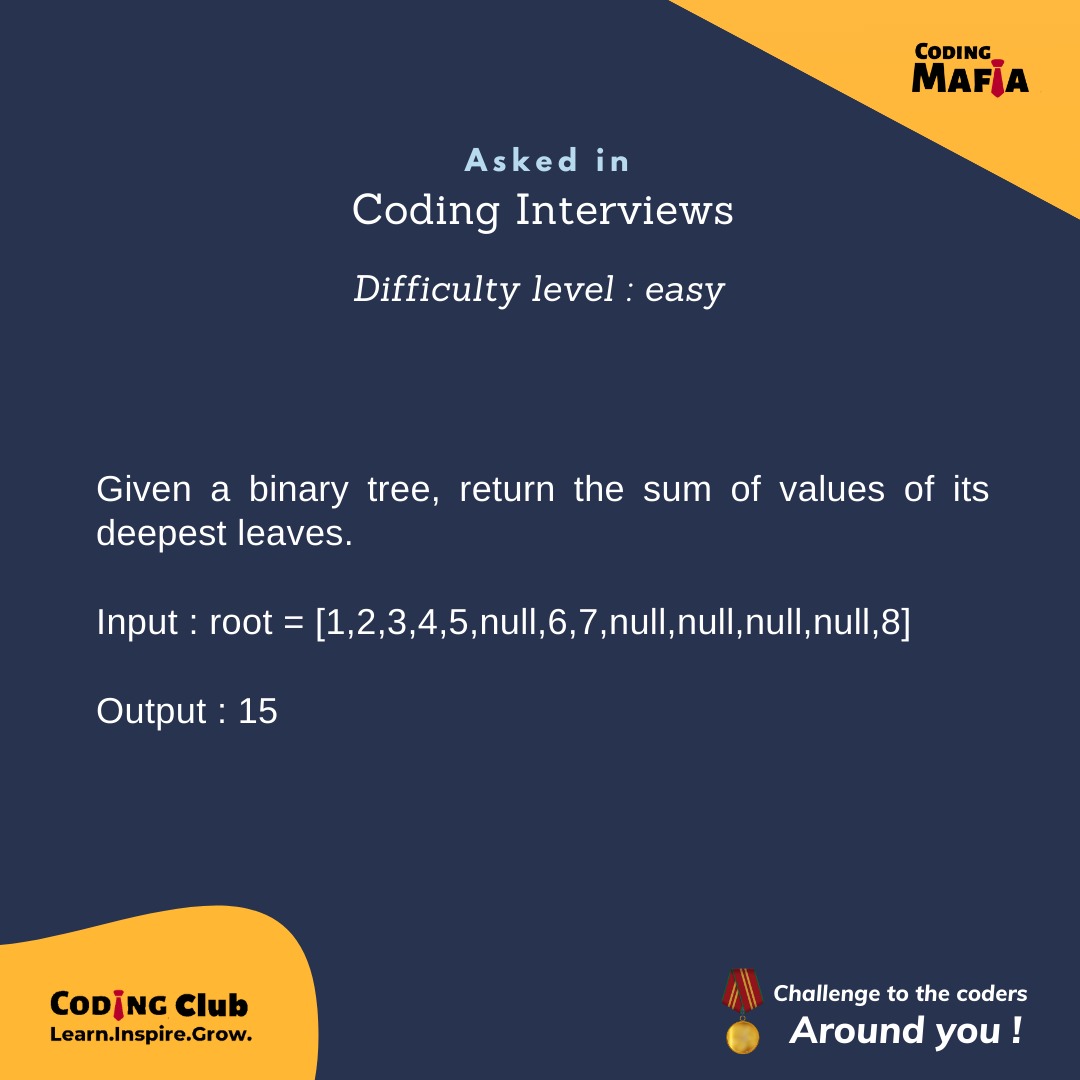 CODING
MAFiA
Asked in
Coding Interviews
Difficulty level : easy
Given a binary tree, return the sum of values of its
deepest leaves.
Input : root = [1,2,3,4,5,null,6,7,null,null,null,null,8]
Output : 15
CODiNG Club
Learn.Inspire.Grow.
Challenge to the coders
Around you !